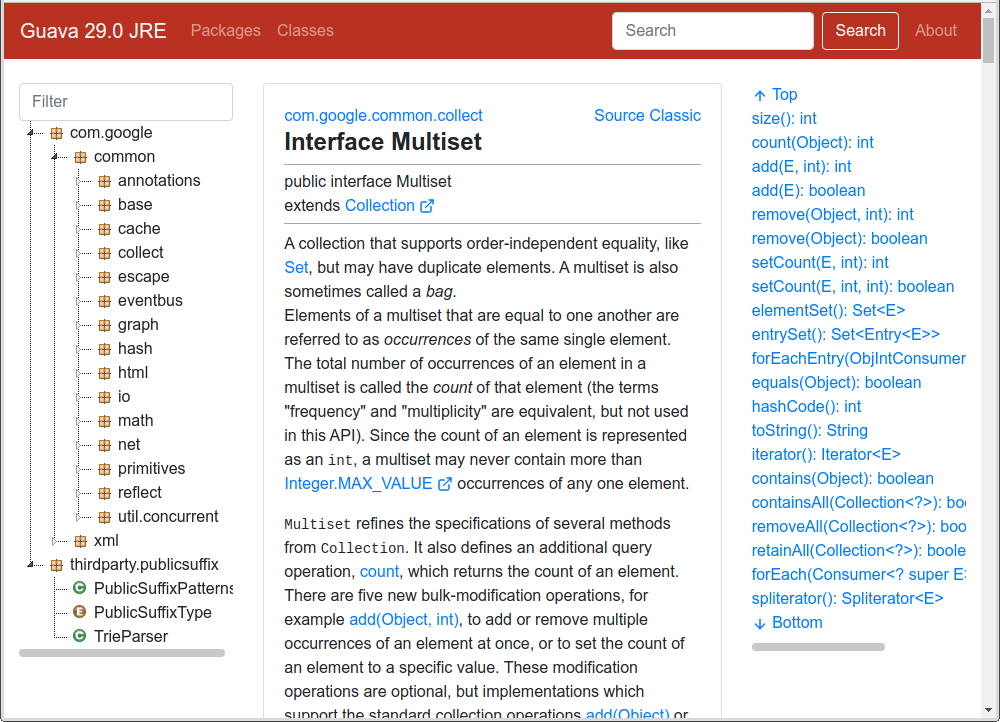 Guava 29.0 JRE Packages Classes Search Search About
Filter
com.google
common
annotations
base
cache
collect
escape
eventbus
graph
hash
html
io
math
net
primitives
reflect
util.concurrent
xml
thirdparty.publicsuffix
C PublicSuffixPatterns
E PublicSuffixType
C TrieParser
com.google.common.collect Source Classic
Interface Multiset
public interface Multiset
extends Collection
A collection that supports order-independent equality, like
Set, but may have duplicate elements. A multiset is also
sometimes called a bag.
Elements of a multiset that are equal to one another are
referred to as occurrences of the same single element.
The total number of occurrences of an element in a
multiset is called the count of that element (the terms
"frequency" and "multiplicity" are equivalent, but not used
in this API). Since the count of an element is represented
as an int, a multiset may never contain more than
Integer.MAX_VALUE occurrences of any one element.
Multiset refines the specifications of several methods
from Collection. It also defines an additional query
operation, count, which returns the count of an element.
There are five new bulk-modification operations, for
example add(Object, int), to add or remove multiple
occurrences of an element at once, or to set the count of
an element to a specific value. These modification
operations are optional, but implementations which
support the standard collection operations add(Object) or
Top
size(): int
count(Object): int
add(E, int): int
add(E): boolean
remove(Object, int): int
remove(Object): boolean
setCount(E, int): int
setCount(E, int, int): boolean
elementSet(): Set<E>
entrySet(): Set<Entry<E>>
forEachEntry(ObjIntConsumer
equals(Object): boolean
hashCode(): int
toString(): String
iterator(): Iterator<E>
contains(Object): boolean
containsAll(Collection<?>): boo
removeAll(Collection<?>): boo
retainAll(Collection<?>): boole
forEach(Consumer<? super E>
spliterator(): Spliterator<E>
Bottom